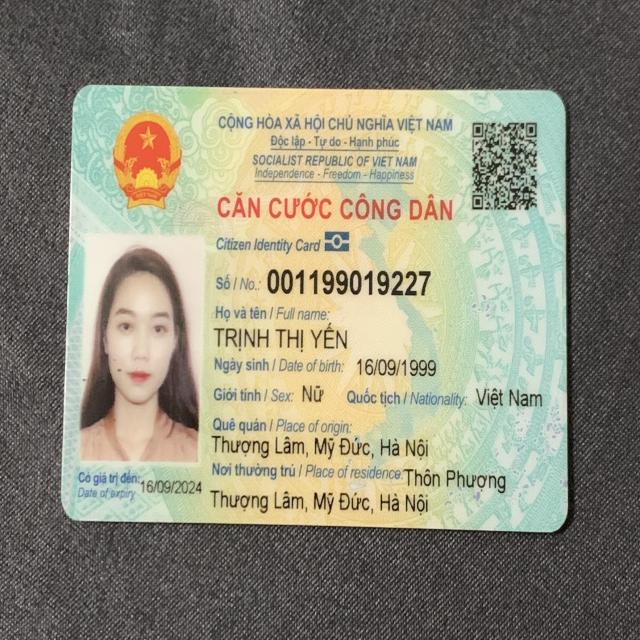 CỘNG HÒA XÃ HỘI CHỦ NGHĨA VIỆT NAM
Độc lập - Tự do - Hạnh phúc
SOCIALIST REPUBLIC OF VIET NAM
Independence - Freedom - Happiness
CĂN CƯỚC CÔNG DÂN
Citizen Identity Card
Số / No.: 001199019227
Họ và tên / Full name:
TRỊNH THỊ YẾN
Ngày sinh / Date of birth: 16/09/1999
Giới tính / Sex: Nữ Quốc tịch / Nationality: Việt Nam
Quê quán / Place of origin:
Thượng Lâm, Mỹ Đức, Hà Nội
Nơi thường trú / Place of residence: Thôn Phượng
Thượng Lâm, Mỹ Đức, Hà Nội
Có giá trị đến: 16/09/2024
Date of expiry